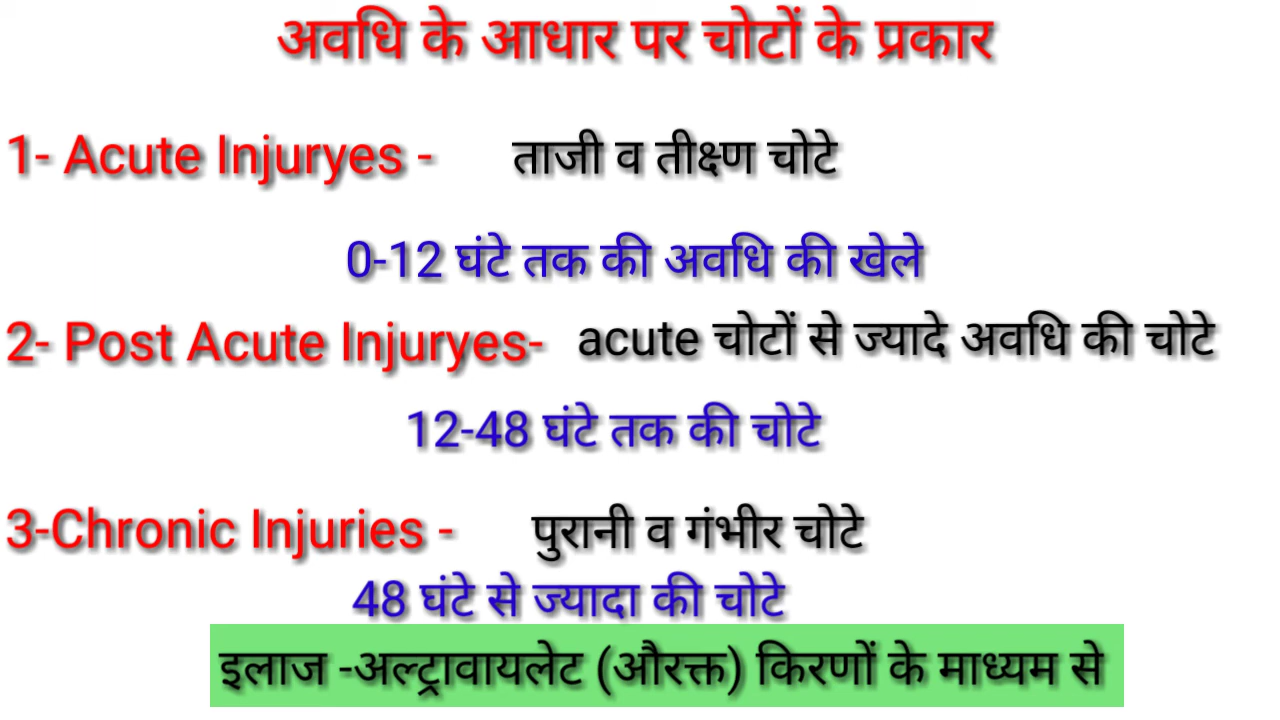 अवधि के आधार पर चोटों के प्रकार
1- Acute Injuryes - ताजी व तीक्ष्ण चोटे
0-12 घंटे तक की अवधि की खेले
2- Post Acute Injuryes- acute चोटों से ज्यादे अवधि की चोटे
12-48 घंटे तक की चोटे
3-Chronic Injuries - पुरानी व गंभीर चोटे
48 घंटे से ज्यादा की चोटे
इलाज -अल्ट्रावायलेट (औरक्त) किरणों के माध्यम से